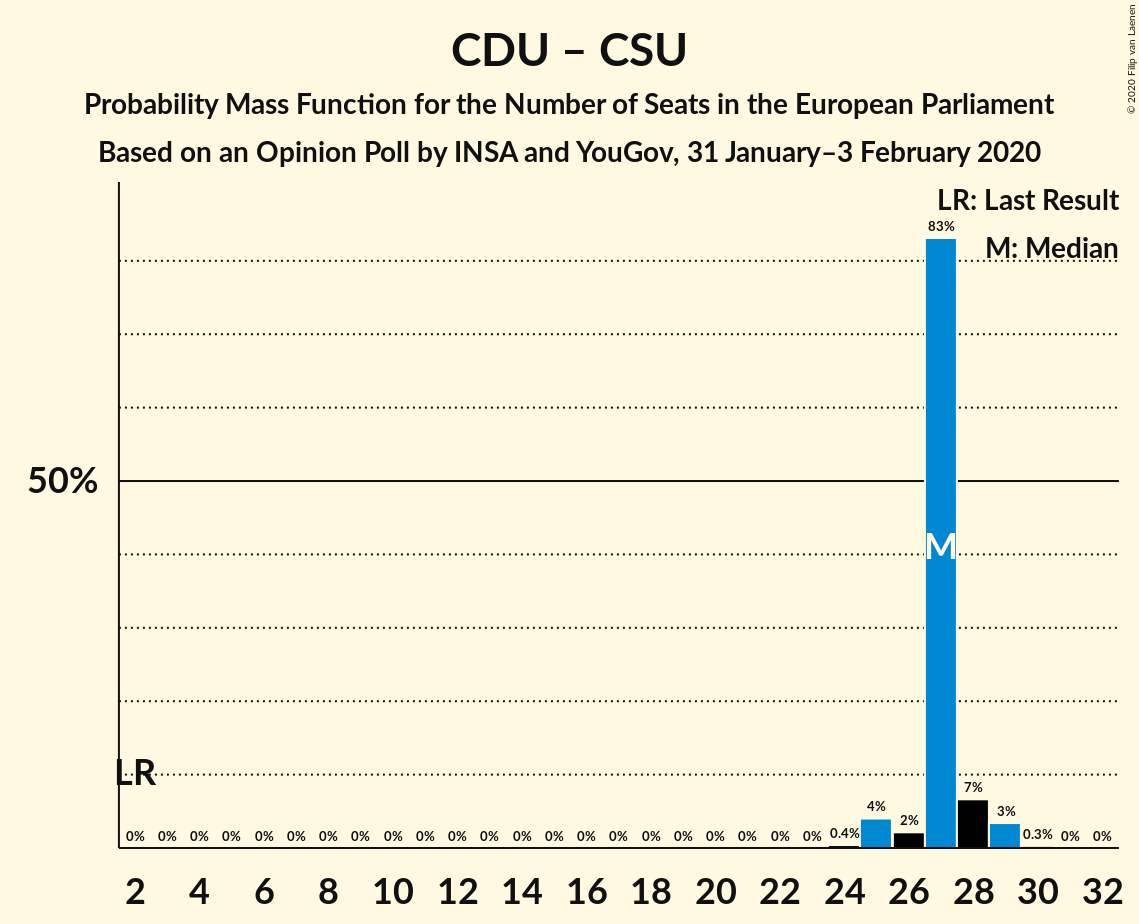 CDU – CSU
Probability Mass Function for the Number of Seats in the European Parliament
Based on an Opinion Poll by INSA and YouGov, 31 January–3 February 2020
© 2020 Filip van Laenen
LR: Last Result
M: Median
83%
50%
M
LR
0% 0% 0% 0% 0% 0% 0% 0% 0% 0% 0% 0% 0% 0% 0% 0% 0% 0% 0% 0% 0% 0% 0.4% 4% 2% 7% 3% 0.3% 0% 0%
2 4 6 8 10 12 14 16 18 20 22 24 26 28 30 32